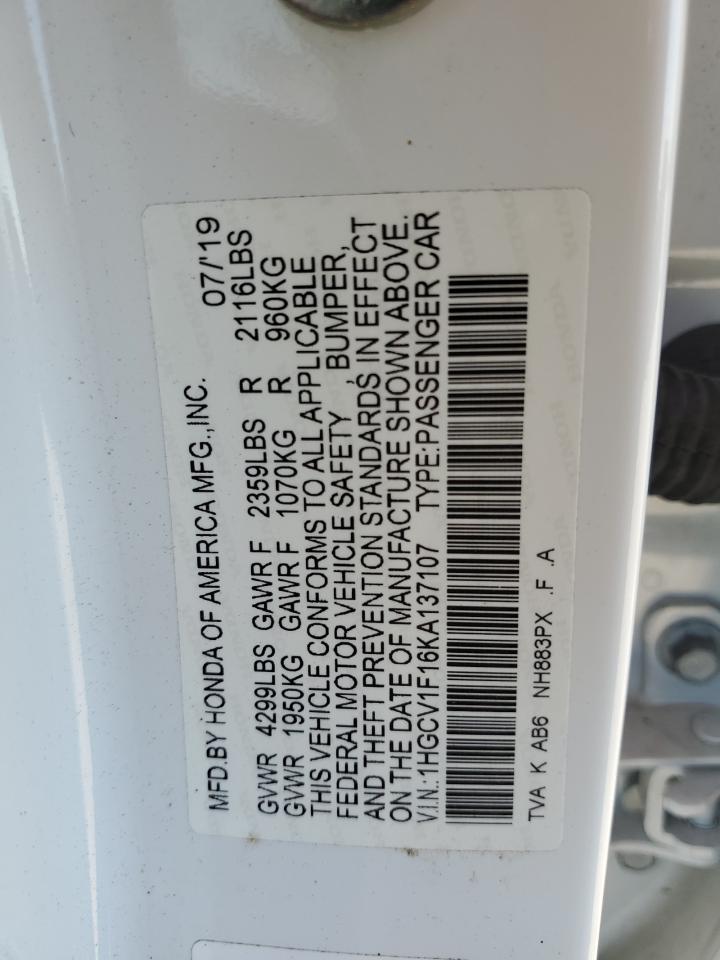 MFD.BY HONDA OF AMERICA MFG.,INC. 07/'19
GVWR 4299LBS GAWR F 2359LBS R 2116LBS
GVWR 1950KG GAWR F 1070KG R 960KG
THIS VEHICLE CONFORMS TO ALL APPLICABLE
FEDERAL MOTOR VEHICLE SAFETY, BUMPER,
AND THEFT PREVENTION STANDARDS IN EFFECT
ON THE DATE OF MANUFACTURE SHOWN ABOVE.
V.I.N.:1HGCV1F16KA137107 TYPE:PASSENGER CAR
TVA K AB6 NH883PX .F .A